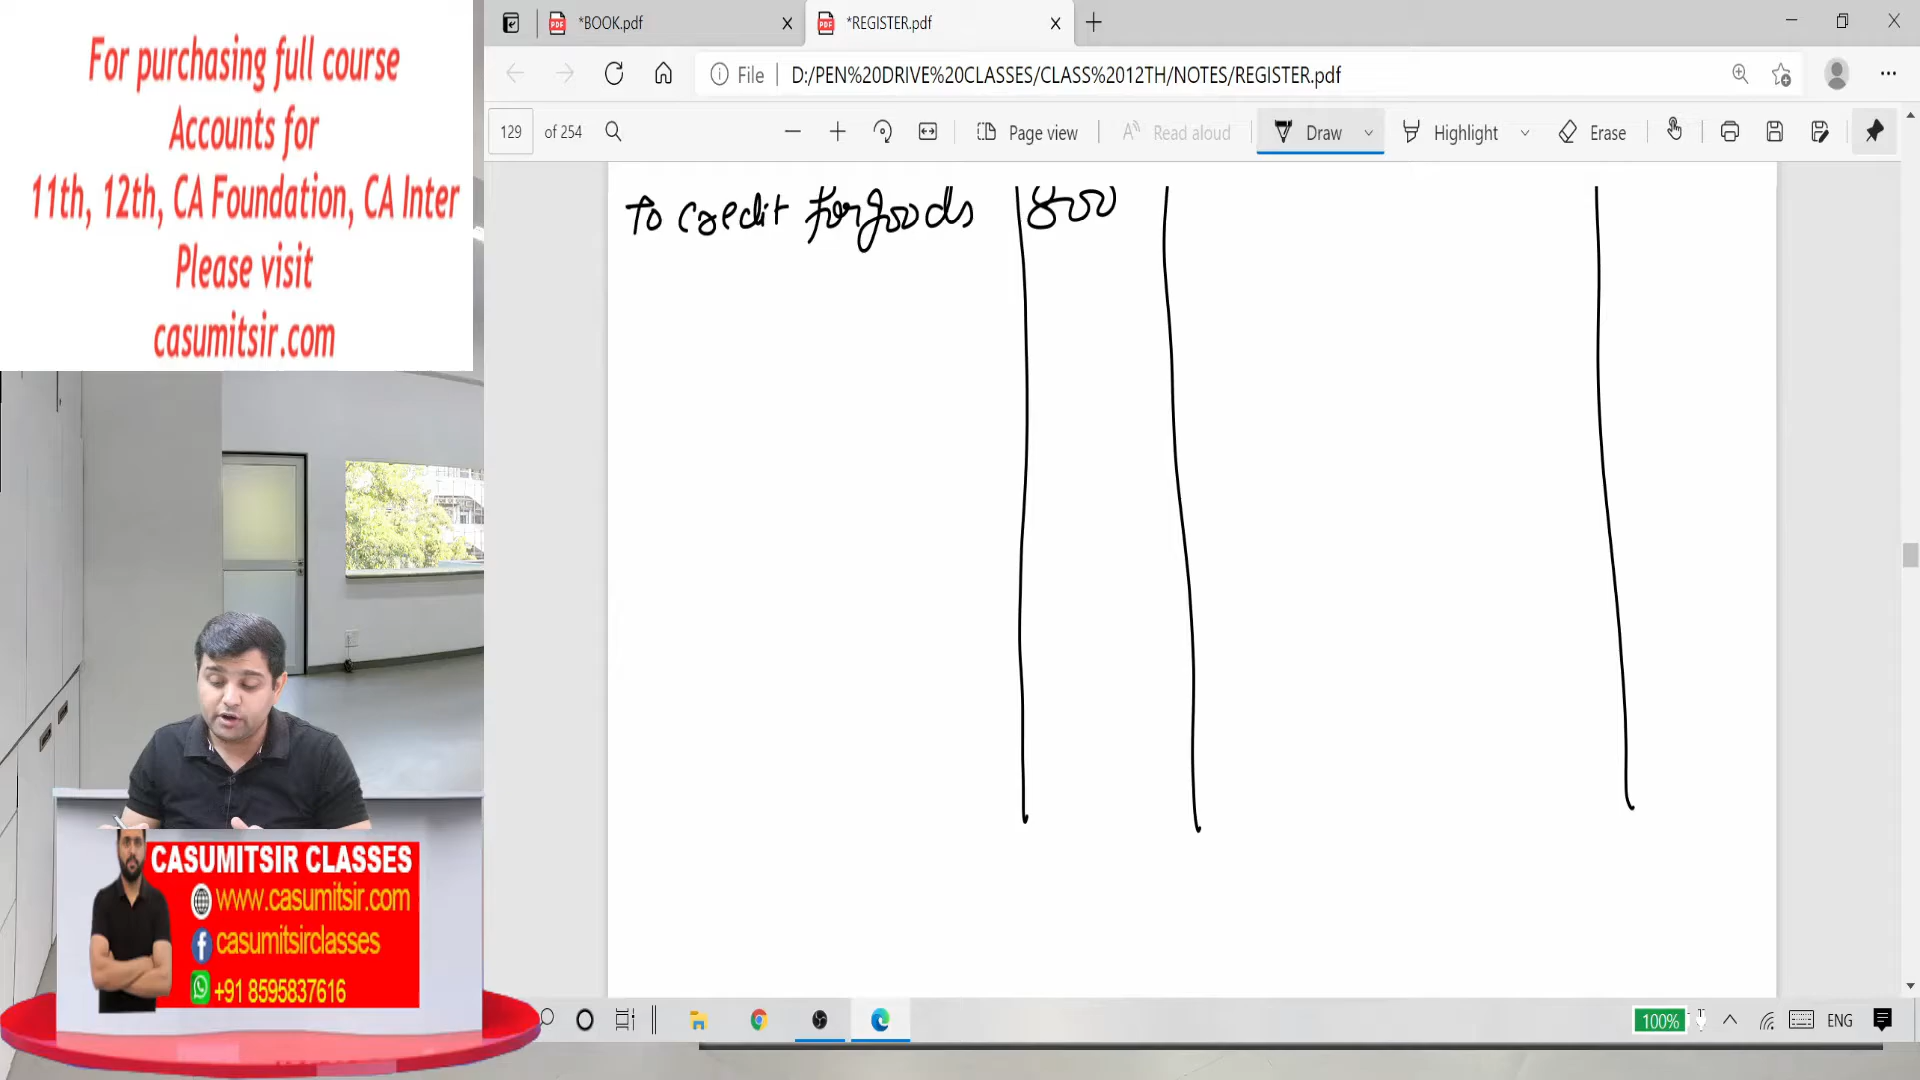 For purchasing full course
Accounts for
11th, 12th, CA Foundation, CA Inter
Please visit
casumitsir.com
*BOOK.pdf
*REGISTER.pdf
File
D:/PEN%20DRIVE%20CLASSES/CLASS%2012TH/NOTES/REGISTER.pdf
129 of 254
Page view
Read aloud
Draw
Highlight
Erase
To credit for goods 800
CASUMITSIR CLASSES
www.casumitsir.com
casumitsirclasses
+91 8595837616
100%
ENG